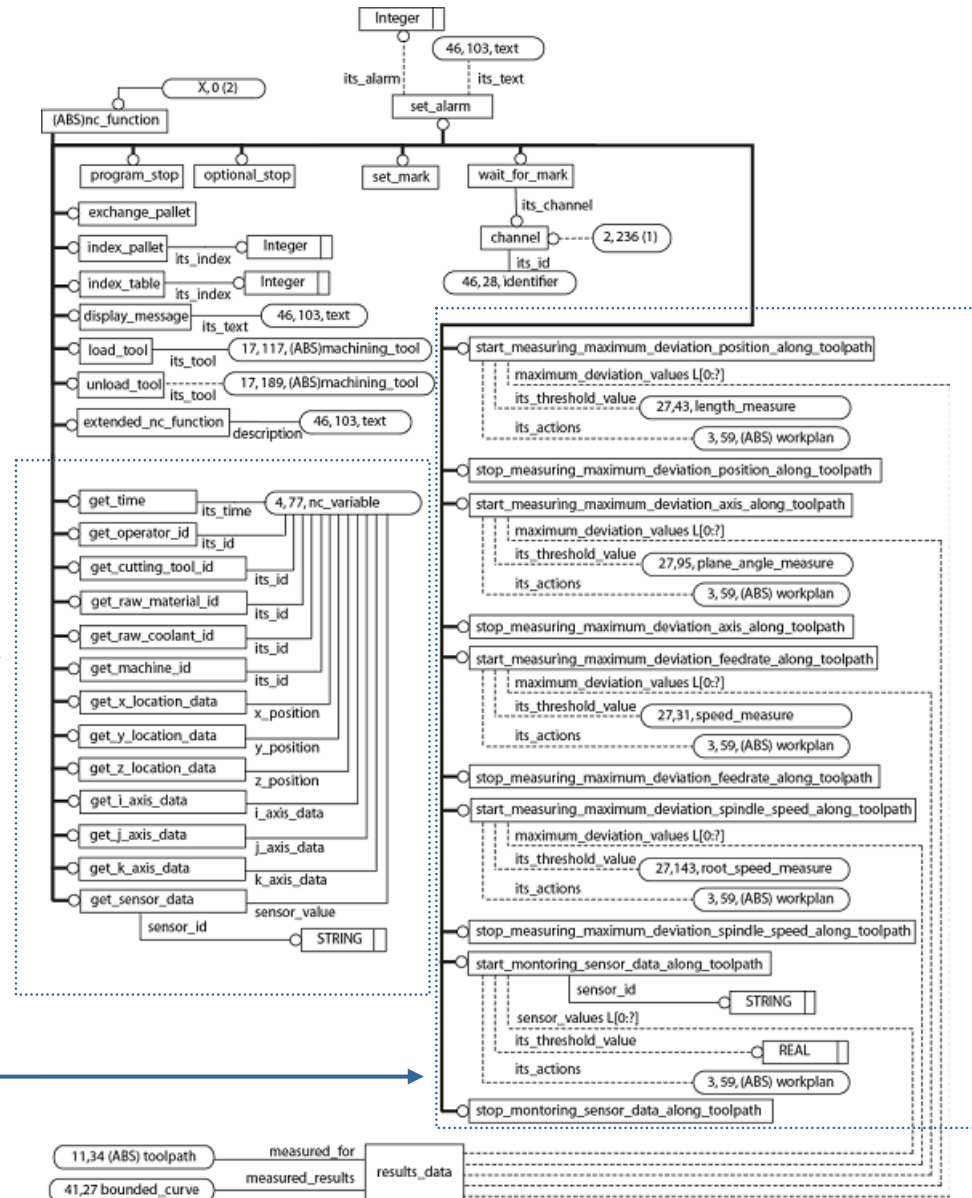 Integer
46, 103, text
its_alarm
its_text
X, 0 (2)
set_alarm
(ABS)nc_function
program_stop
optional_stop
set_mark
wait_for_mark
exchange_pallet
its_channel
index_pallet
its_index
Integer
channel
2, 236 (1)
its_id
index_table
its_index
Integer
46, 28, identifier
display_message
its_text
46, 103, text
load_tool
its_tool
17, 117, (ABS)machining_tool
unload_tool
its_tool
17, 189, (ABS)machining_tool
extended_nc_function
description
46, 103, text
get_time
its_time
4, 77, nc_variable
get_operator_id
its_id
get_cutting_tool_id
its_id
get_raw_material_id
its_id
get_raw_coolant_id
its_id
get_machine_id
its_id
get_x_location_data
x_position
get_y_location_data
y_position
get_z_location_data
z_position
get_i_axis_data
i_axis_data
get_j_axis_data
j_axis_data
get_k_axis_data
k_axis_data
get_sensor_data
sensor_value
sensor_id
STRING
start_measuring_maximum_deviation_position_along_toolpath
maximum_deviation_values L[0:?]
its_threshold_value
27,43, length_measure
its_actions
3, 59, (ABS) workplan
stop_measuring_maximum_deviation_position_along_toolpath
start_measuring_maximum_deviation_axis_along_toolpath
maximum_deviation_values L[0:?]
its_threshold_value
27,95, plane_angle_measure
its_actions
3, 59, (ABS) workplan
stop_measuring_maximum_deviation_axis_along_toolpath
start_measuring_maximum_deviation_feedrate_along_toolpath
maximum_deviation_values L[0:?]
its_threshold_value
27,31, speed_measure
its_actions
3, 59, (ABS) workplan
stop_measuring_maximum_deviation_feedrate_along_toolpath
start_measuring_maximum_deviation_spindle_speed_along_toolpath
maximum_deviation_values L[0:?]
its_threshold_value
27,143, root_speed_measure
its_actions
3, 59, (ABS) workplan
stop_measuring_maximum_deviation_spindle_speed_along_toolpath
start_montoring_sensor_data_along_toolpath
sensor_id
STRING
sensor_values L[0:?]
its_threshold_value
REAL
its_actions
3, 59, (ABS) workplan
stop_montoring_sensor_data_along_toolpath
11,34 (ABS) toolpath
measured_for
results_data
41,27 bounded_curve
measured_results